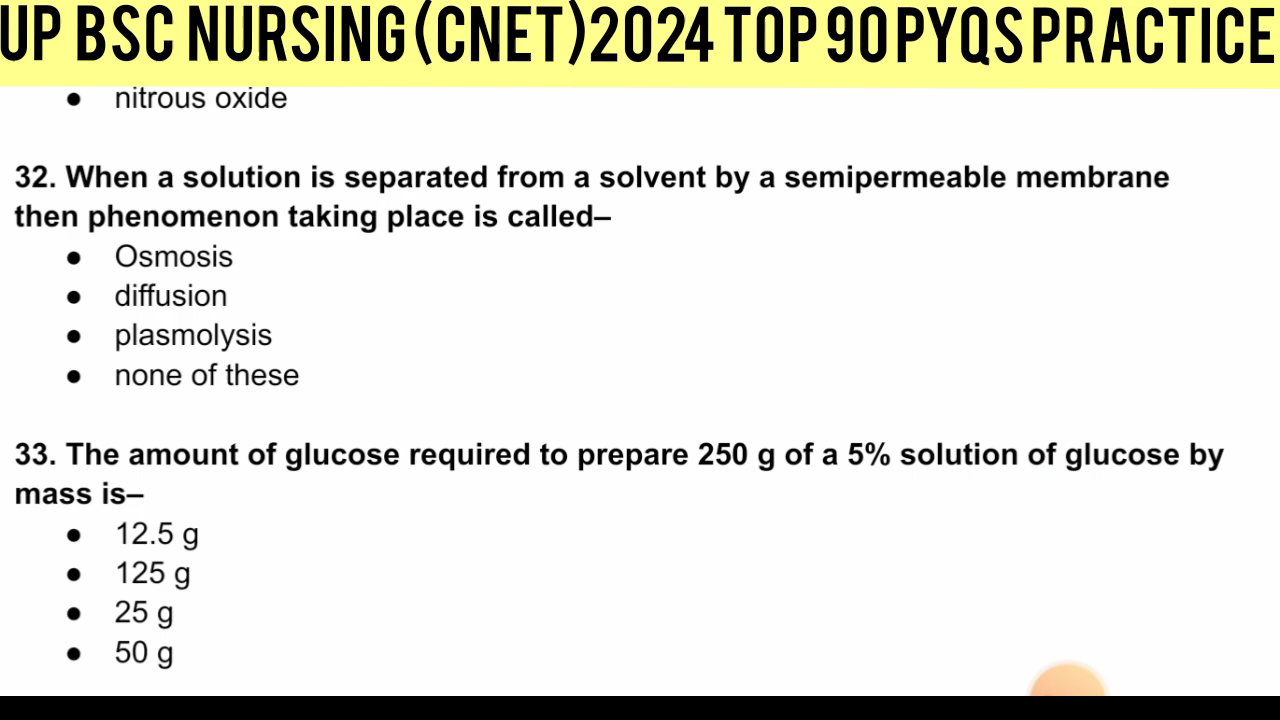 UP BSC NURSING(CNET)2024 TOP 90 PYQS PRACTICE
● nitrous oxide
32. When a solution is separated from a solvent by a semipermeable membrane
then phenomenon taking place is called–
● Osmosis
● diffusion
● plasmolysis
● none of these
33. The amount of glucose required to prepare 250 g of a 5% solution of glucose by
mass is–
● 12.5 g
● 125 g
● 25 g
● 50 g